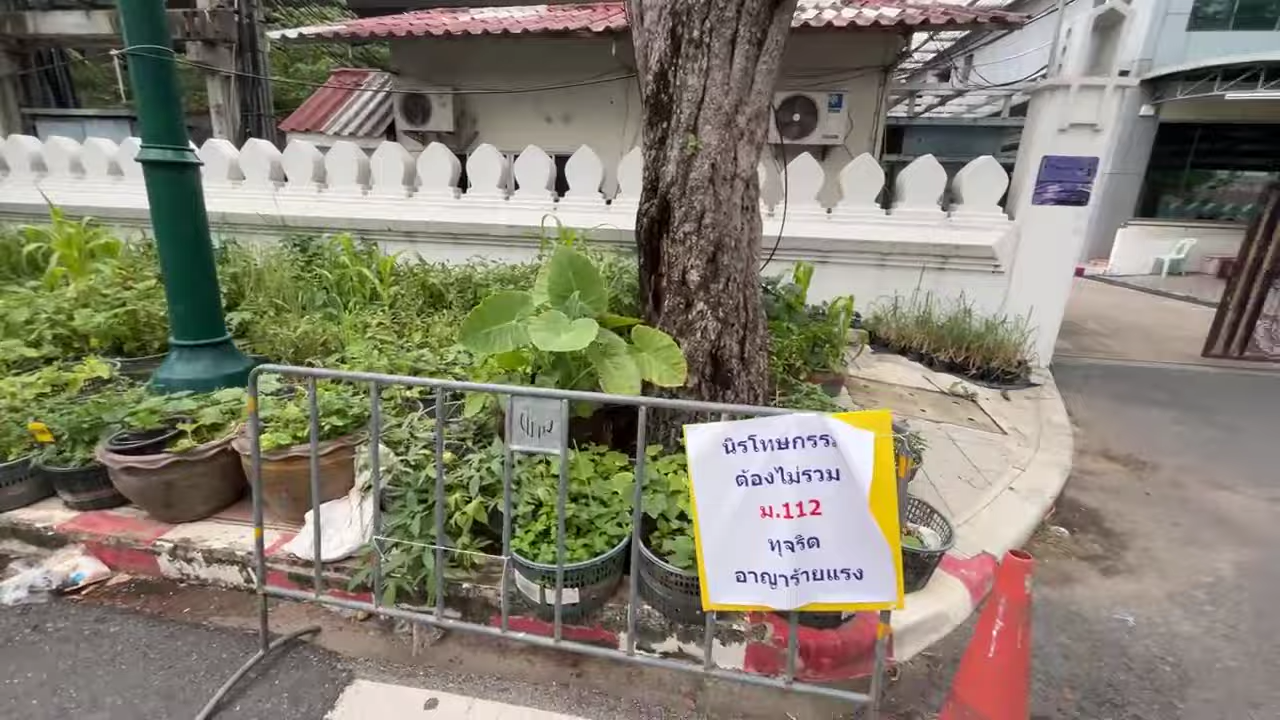 นิรโทษกรร
ต้องไม่รวม
ม.112
ทุจริต
อาญาร้ายแรง